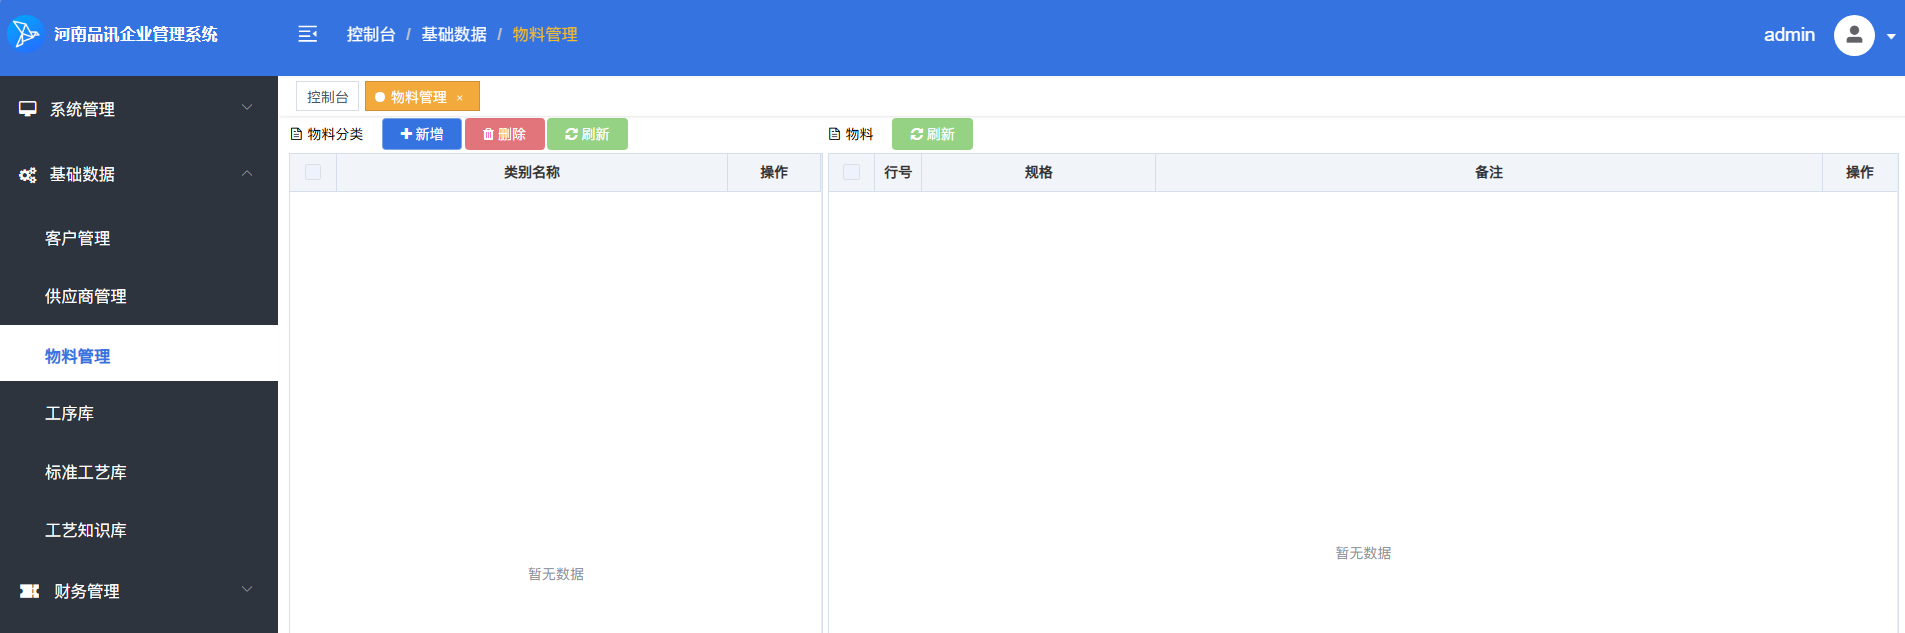 河南品讯企业管理系统
控制台 / 基础数据 / 物料管理
admin
系统管理
基础数据
客户管理
供应商管理
物料管理
工序库
标准工艺库
工艺知识库
财务管理
控制台
物料管理 ×
物料分类 新增 删除 刷新
类别名称 操作
暂无数据
物料 刷新
行号 规格 备注 操作
暂无数据